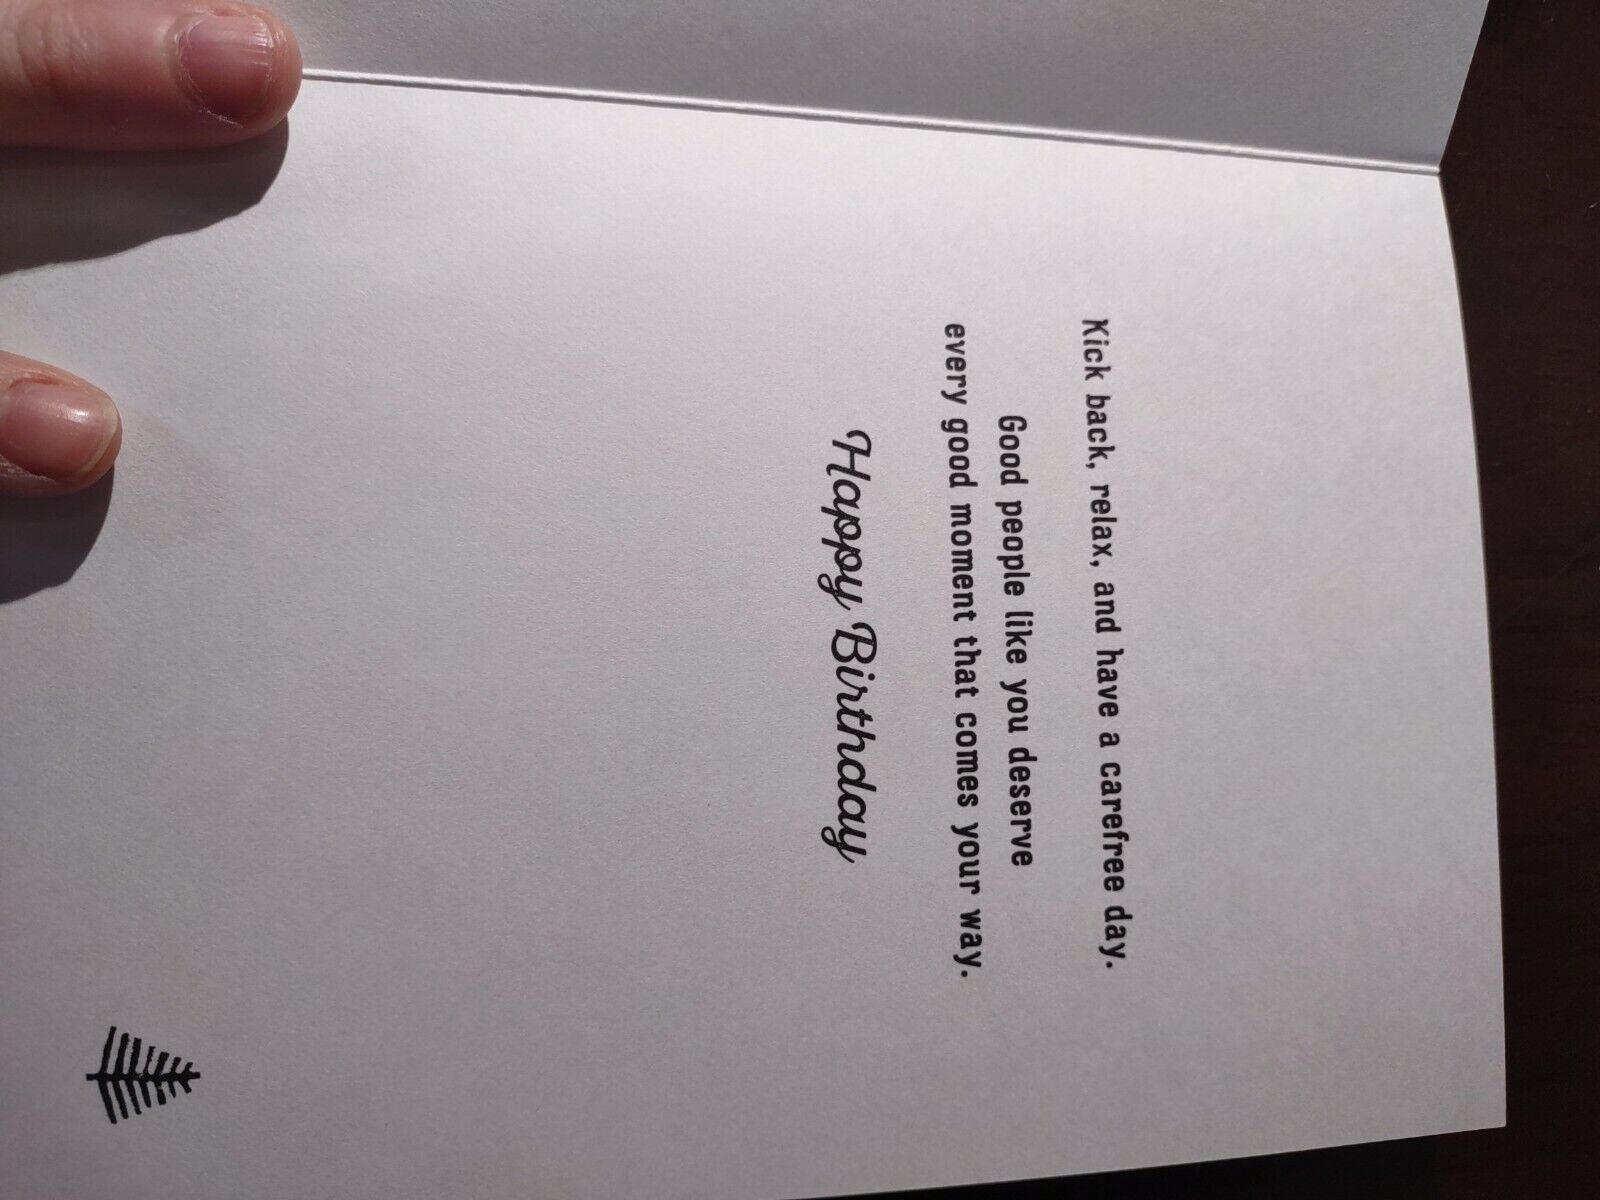 Kick back, relax, and have a carefree day.
Good people like you deserve
every good moment that comes your way.
Happy Birthday